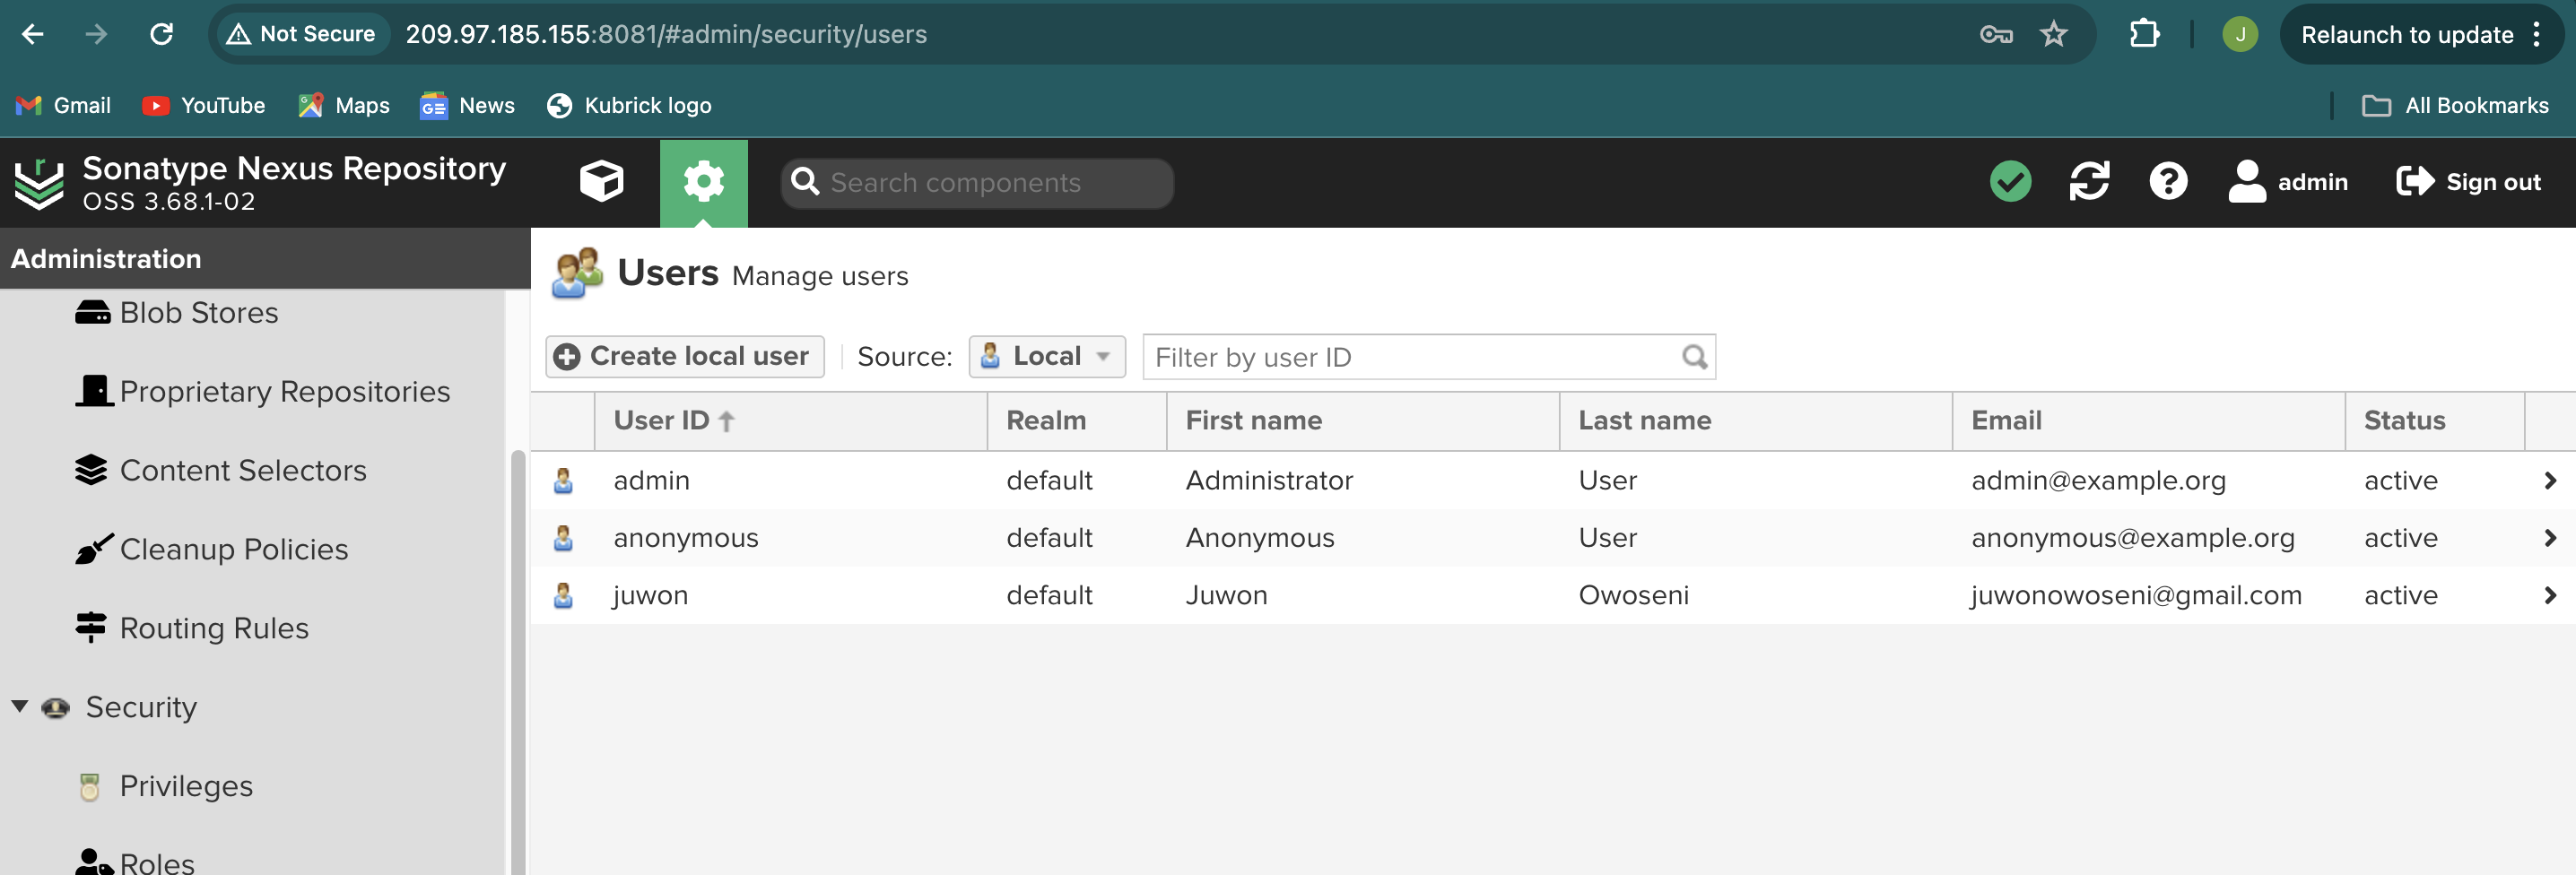 Not Secure 209.97.185.155:8081/#admin/security/users J Relaunch to update
Gmail YouTube Maps News Kubrick logo All Bookmarks
Sonatype Nexus Repository
OSS 3.68.1-02
Search components admin Sign out
Administration
Blob Stores
Proprietary Repositories
Content Selectors
Cleanup Policies
Routing Rules
Security
Privileges
Roles
Users Manage users
Create local user Source: Local Filter by user ID
User ID Realm First name Last name Email Status
admin default Administrator User admin@example.org active
anonymous default Anonymous User anonymous@example.org active
juwon default Juwon Owoseni juwonowoseni@gmail.com active